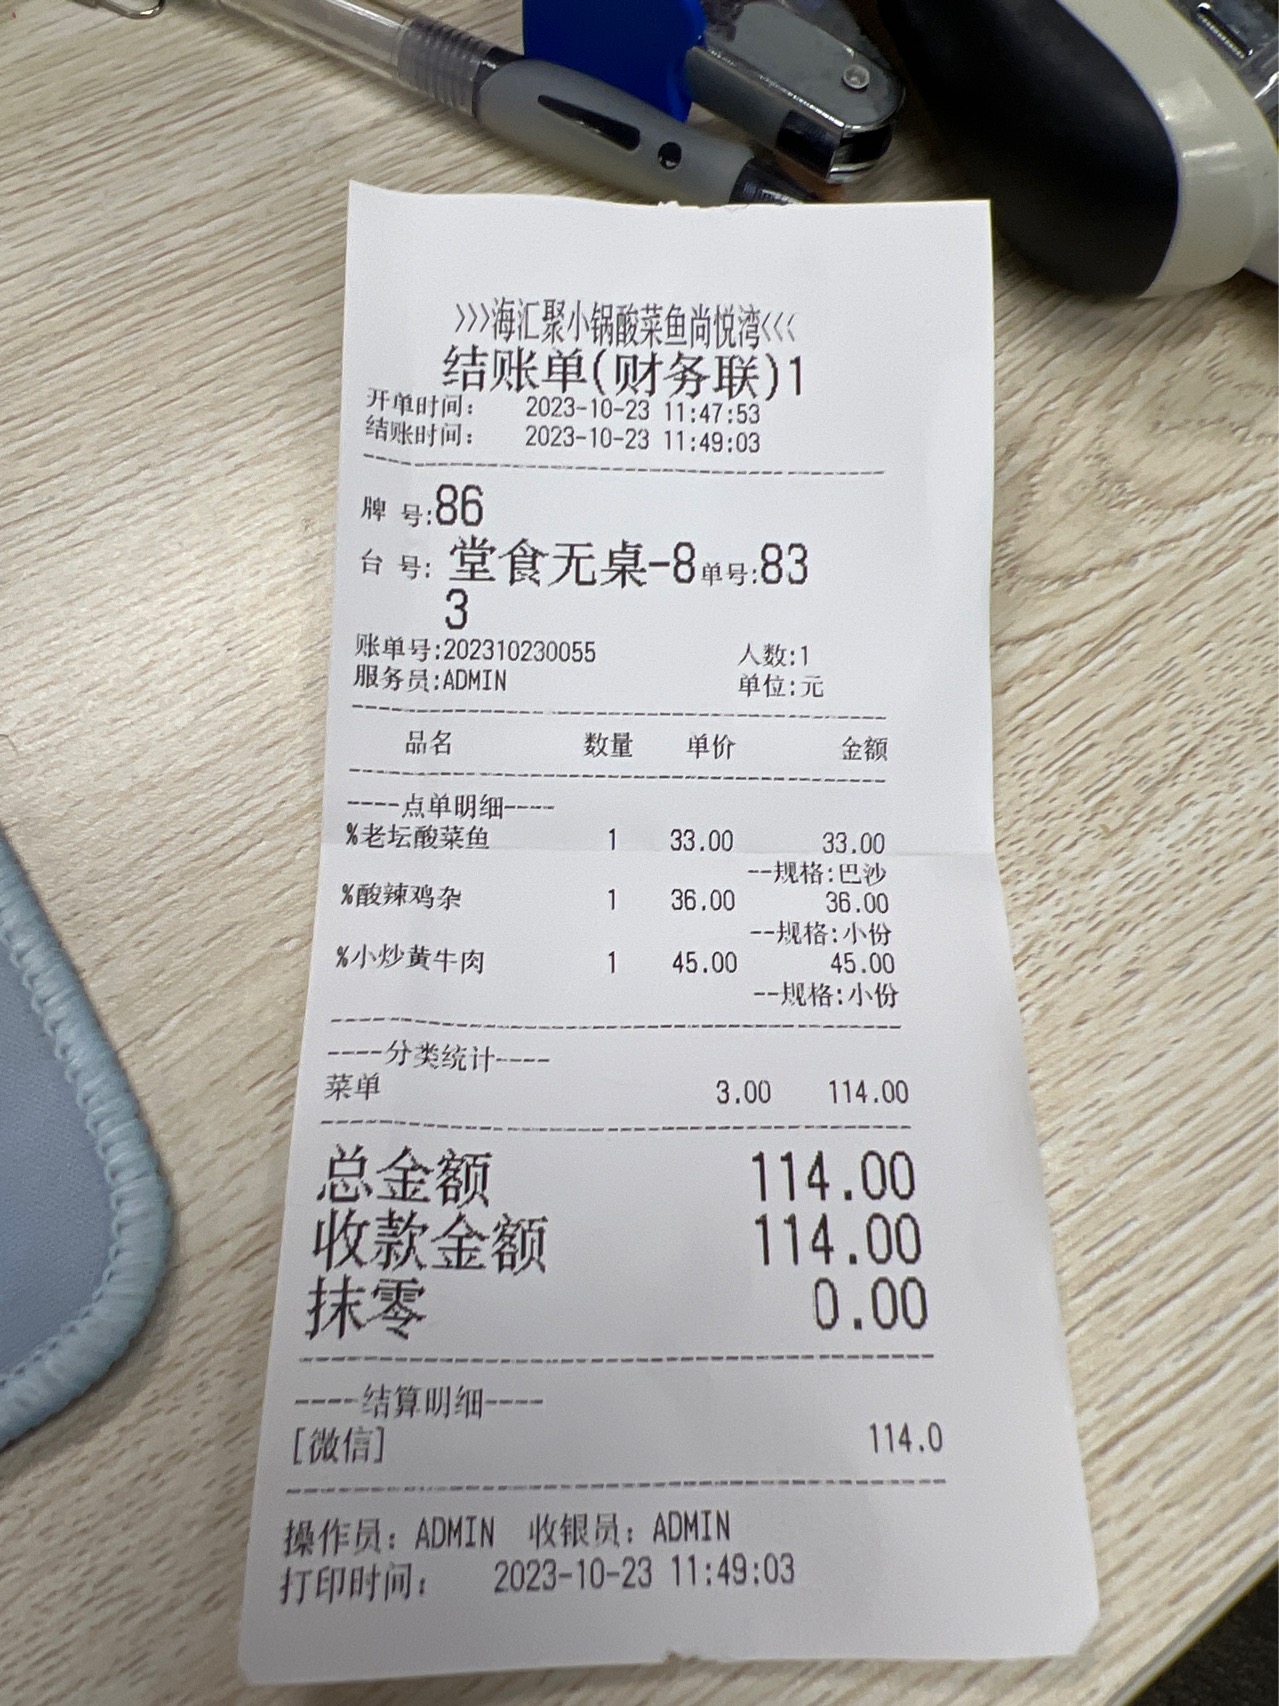 >>>海汇聚小锅酸菜鱼尚悦湾<<<
结账单(财务联)1
开单时间: 2023-10-23 11:47:53
结账时间: 2023-10-23 11:49:03
牌 号:86
台 号: 堂食无桌-8单号:83
3
账单号:202310230055 人数:1
服务员:ADMIN 单位:元
品名 数量 单价 金额
----点单明细----
%老坛酸菜鱼 1 33.00 33.00
--规格:巴沙
%酸辣鸡杂 1 36.00 36.00
--规格:小份
%小炒黄牛肉 1 45.00 45.00
--规格:小份
----分类统计----
菜单 3.00 114.00
总金额 114.00
收款金额 114.00
抹零 0.00
----结算明细----
[微信] 114.0
操作员: ADMIN 收银员: ADMIN
打印时间: 2023-10-23 11:49:03